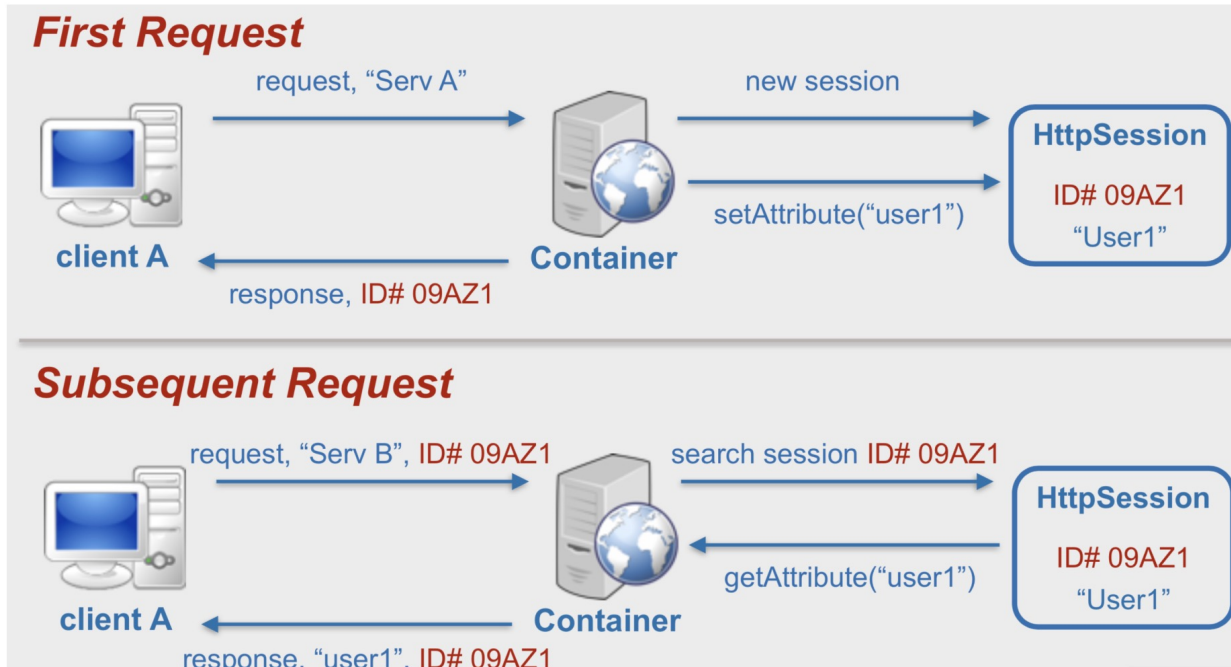 First Request
request, “Serv A”
new session
HttpSession
ID# 09AZ1
“User1”
setAttribute(“user1”)
client A
Container
response, ID# 09AZ1
Subsequent Request
request, “Serv B”, ID# 09AZ1
search session ID# 09AZ1
HttpSession
ID# 09AZ1
“User1”
getAttribute(“user1”)
client A
Container
response, “user1”, ID# 09AZ1